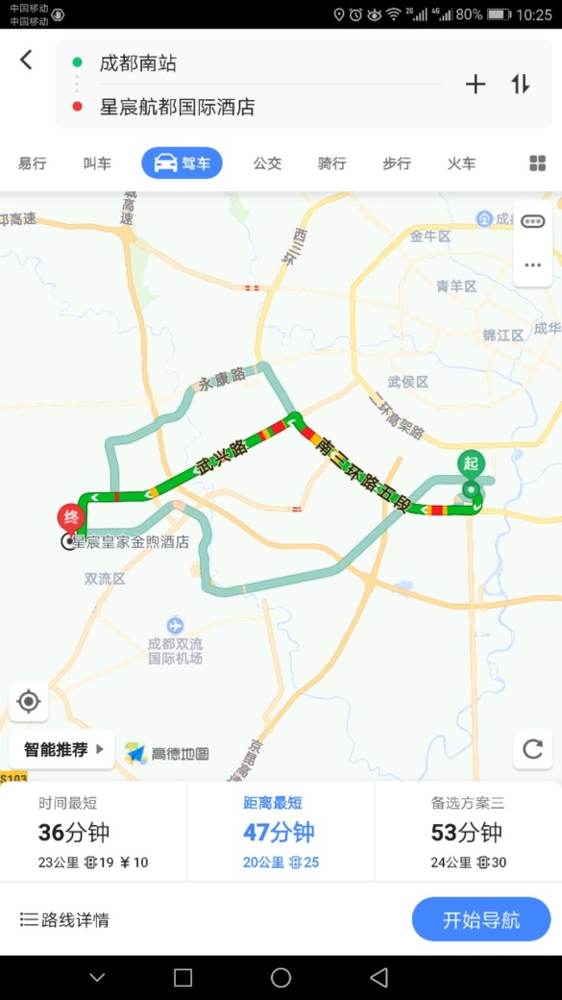 中国移动
中国移动
2G
4G
80%
10:25
成都南站
星宸航都国际酒店
易行
叫车
驾车
公交
骑行
步行
火车
高速
西三环
金牛区
青羊区
成华
锦江区
永康路
武侯区
二环高架路
武兴路
南三环路五段
起
终
星宸皇家金煦酒店
双流区
成都双流
国际机场
智能推荐
高德地图
京昆高
S103
时间最短
距离最短
备选方案三
36分钟
47分钟
53分钟
23公里 19 ¥10
20公里 25
24公里 30
路线详情
开始导航